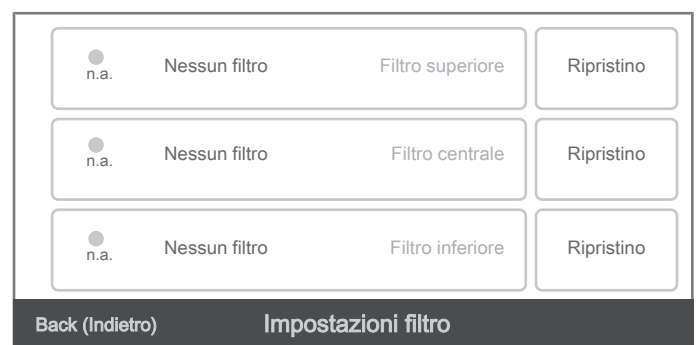 Nessun filtro Filtro superiore Ripristino
n.a.
Nessun filtro Filtro centrale Ripristino
n.a.
Nessun filtro Filtro inferiore Ripristino
n.a.
Back (Indietro) Impostazioni filtro